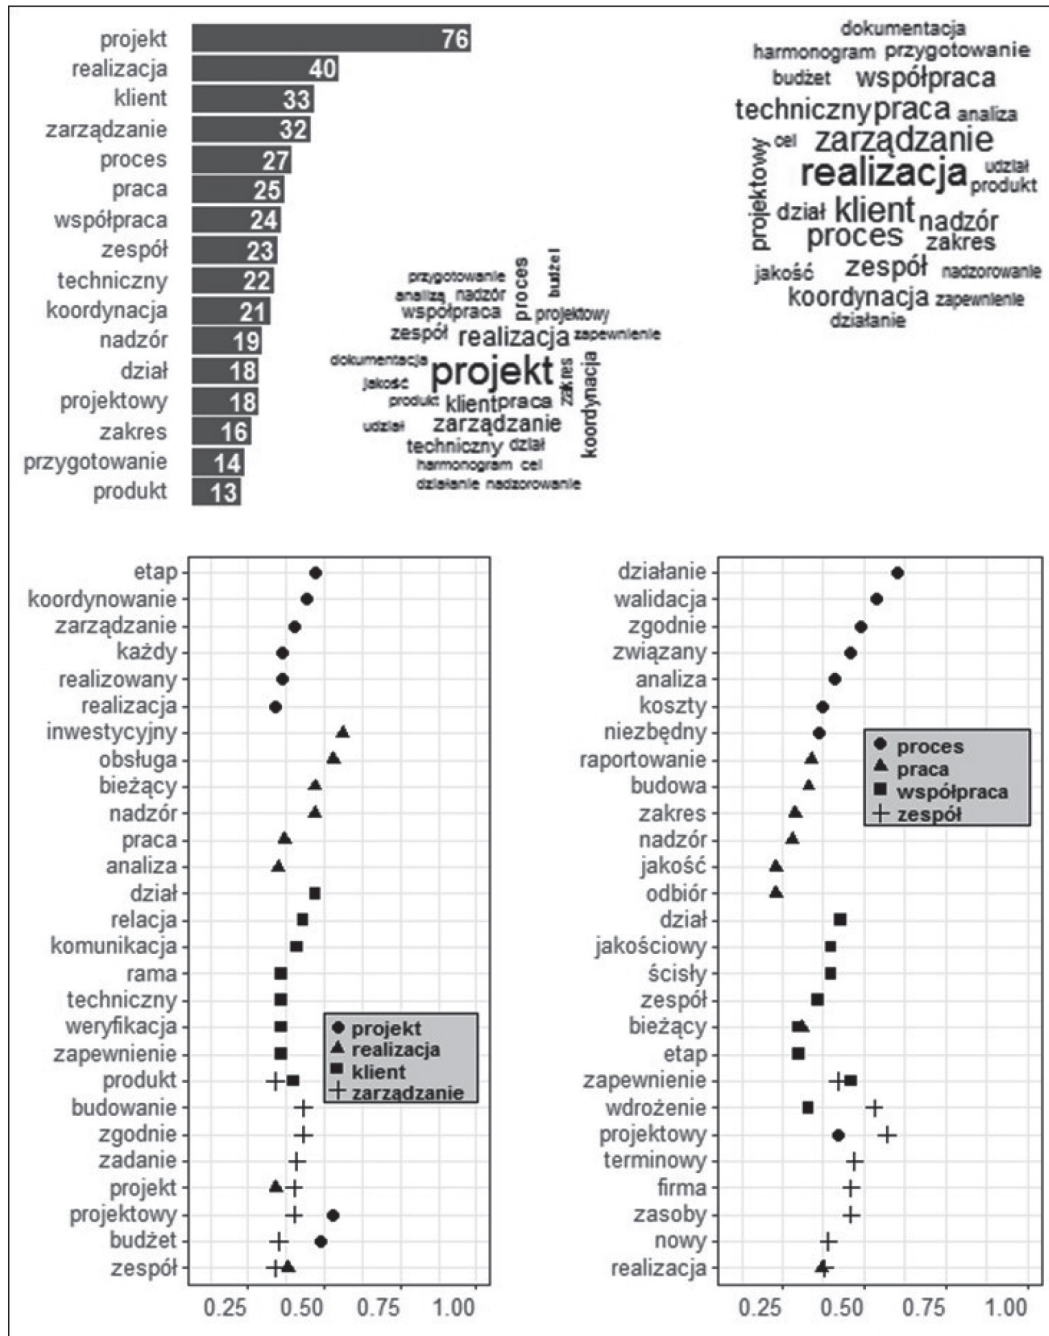 projekt 76
realizacja 40
klient 33
zarządzanie 32
proces 27
praca 25
współpraca 24
zespół 23
techniczny 22
koordynacja 21
nadzór 19
dział 18
projektowy 18
zakres 16
przygotowanie 14
produkt 13
przygotowanie
proces
budżet
analizą nadzór
współpraca projektowy
zespół realizacja zapewnienie
dokumentacja projekt zakres koordynacja
jakość
produkt klient praca
udział zarządzanie
techniczny dział
harmonogram cel
działanie nadzorowanie
dokumentacja
harmonogram przygotowanie
budżet współpraca
techniczny praca analiza
projektowy cel zarządzanie
realizacja udział
produkt
dział klient nadzór
proces zakres
jakość zespół nadzorowanie
koordynacja zapewnienie
działanie
etap
koordynowanie
zarządzanie
każdy
realizowany
realizacja
inwestycyjny
obsługa
bieżący
nadzór
praca
analiza
dział
relacja
komunikacja
rama
techniczny
weryfikacja
zapewnienie
produkt
budowanie
zgodnie
zadanie
projekt
projektowy
budżet
zespół
projekt
realizacja
klient
zarządzanie
0.25 0.50 0.75 1.00
działanie
walidacja
zgodnie
związany
analiza
koszty
niezbędny
raportowanie
budowa
zakres
nadzór
jakość
odbiór
dział
jakościowy
ścisły
zespół
bieżący
etap
zapewnienie
wdrożenie
projektowy
terminowy
firma
zasoby
nowy
realizacja
proces
praca
współpraca
zespół
0.25 0.50 0.75 1.00